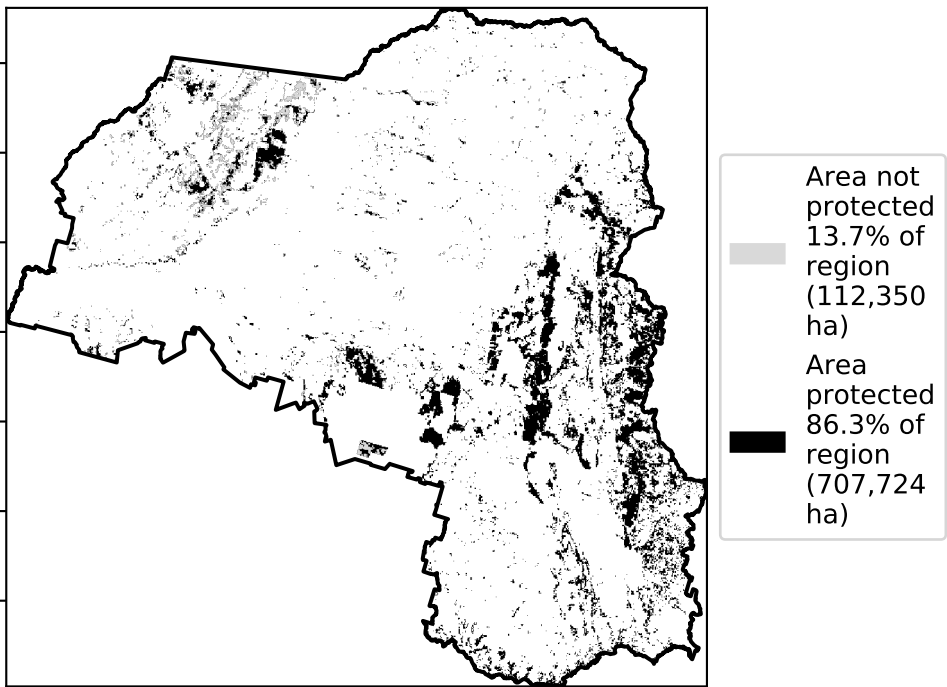 Area not
protected
13.7% of
region
(112,350
ha)
Area
protected
86.3% of
region
(707,724
ha)